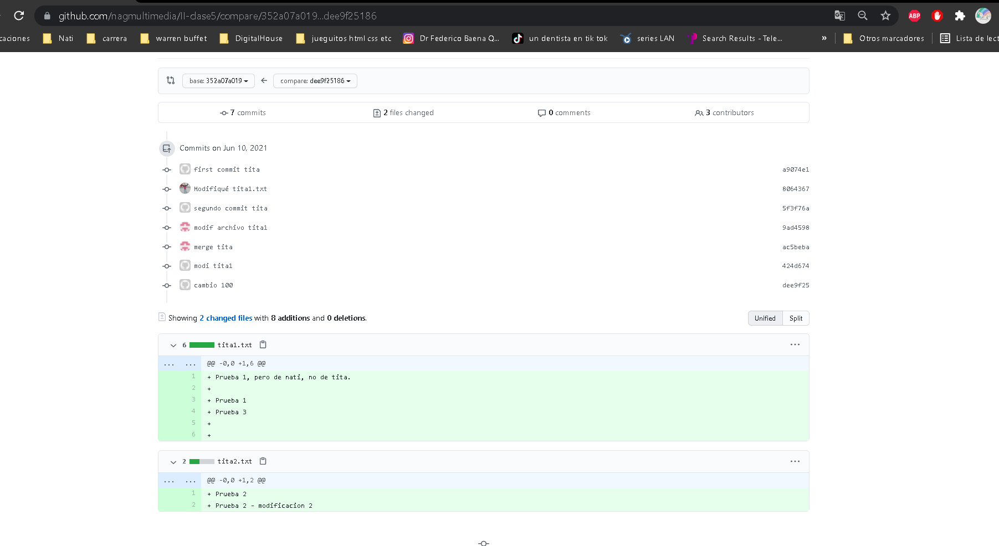 github.com/nagmultimedia/II-clase5/compare/352a07a019...dee9f25186
ABP
caciones Nati carrera warren buffet DigitalHouse jueguitos html css etc Dr Federico Baena Q... un dentista en tik tok series LAN Search Results - Tele... » Otros marcadores Lista de lect
base: 352a07a019 ← compare: dee9f25186
7 commits 2 files changed 0 comments 3 contributors
Commits on Jun 10, 2021
first commit tita a9074e1
Modifiqué tita1.txt 8064367
segundo commit tita 5f3f76a
modif archivo tita1 9ad4598
merge tita ac5beba
modi tita1 424d674
cambio 100 dee9f25
Showing 2 changed files with 8 additions and 0 deletions. Unified Split
6 tita1.txt ...
... ... @@ -0,0 +1,6 @@
1 + Prueba 1, pero de nati, no de tita.
2 +
3 + Prueba 1
4 + Prueba 3
5 +
6 +
2 tita2.txt ...
... ... @@ -0,0 +1,2 @@
1 + Prueba 2
2 + Prueba 2 - modificacion 2